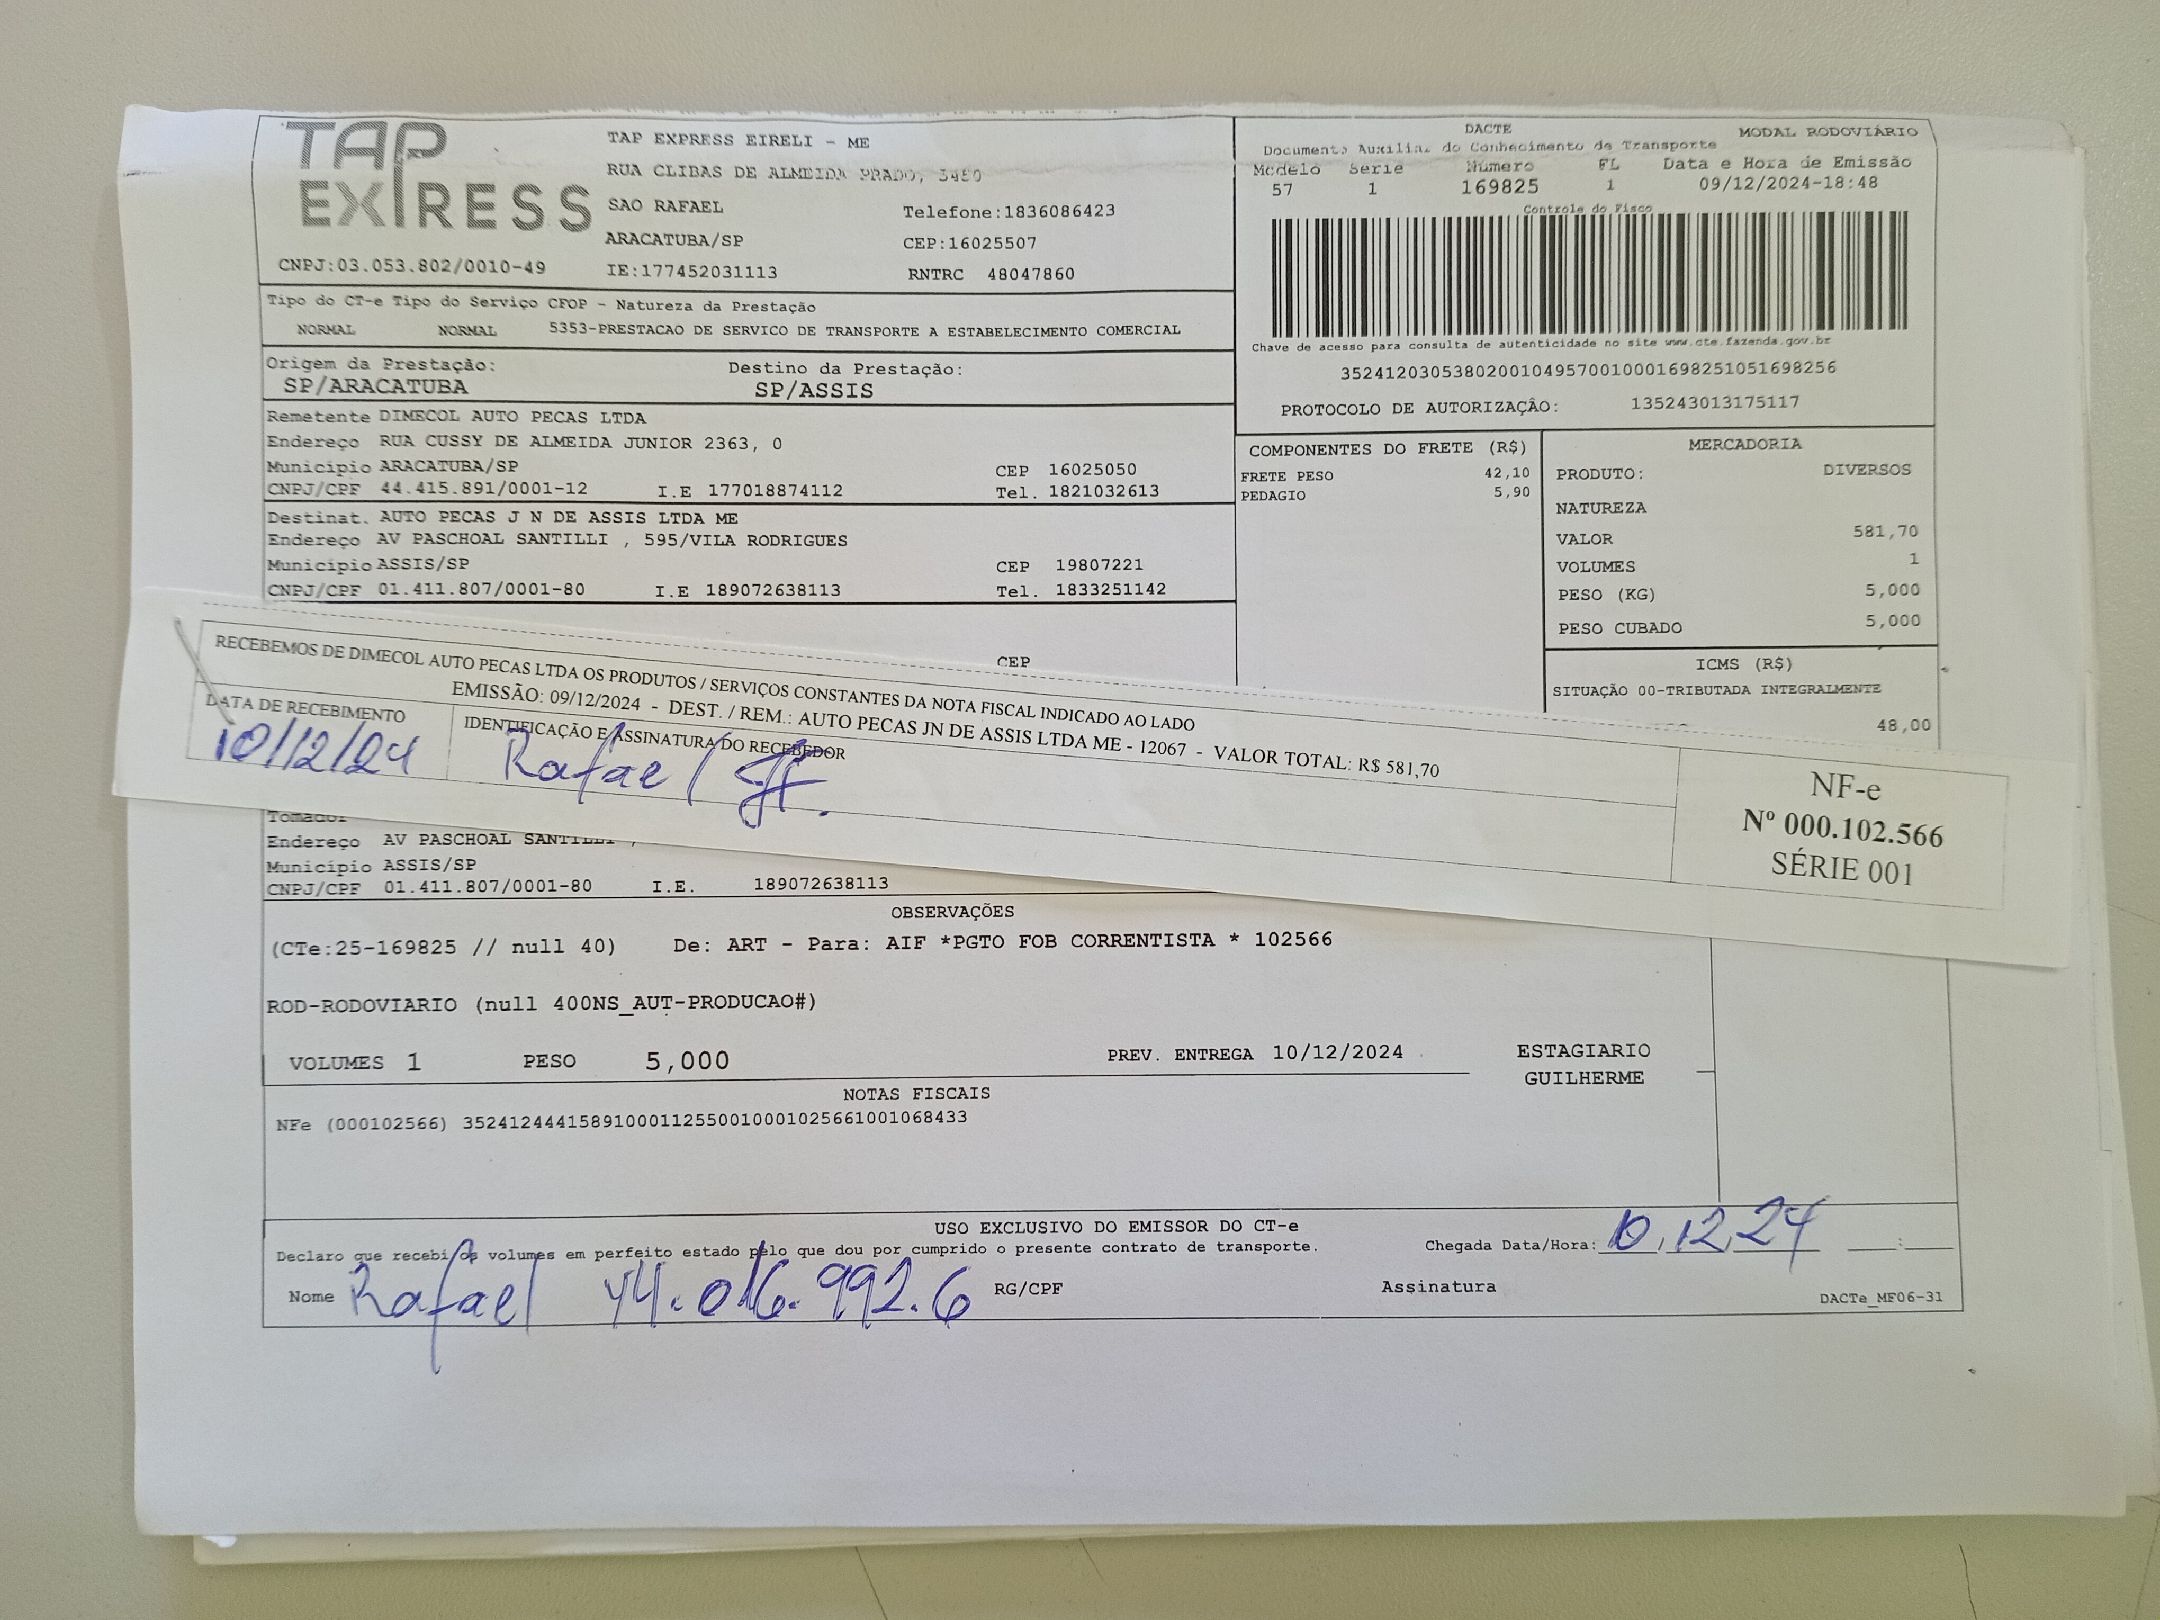 TAP EXPRESS
TAP EXPRESS EIRELI - ME
RUA CLIBAS DE ALMEIDA PRADO, 3480
SAO RAFAEL Telefone:1836086423
ARACATUBA/SP CEP:16025507
CNPJ:03.053.802/0010-49 IE:177452031113 RNTRC 48047860
DACTE MODAL RODOVIÁRIO
Documento Auxiliar do Conhecimento de Transporte
Modelo Serie Número FL Data e Hora de Emissão
57 1 169825 1 09/12/2024-18:48
Controle do Fisco
Chave de acesso para consulta de autenticidade no site www.cte.fazenda.gov.br
35241203053802001049570010001698251051698256
PROTOCOLO DE AUTORIZAÇÃO: 135243013175117
Tipo do CT-e Tipo do Serviço CFOP - Natureza da Prestação
NORMAL NORMAL 5353-PRESTACAO DE SERVICO DE TRANSPORTE A ESTABELECIMENTO COMERCIAL
Origem da Prestação: Destino da Prestação:
SP/ARACATUBA SP/ASSIS
Remetente DIMECOL AUTO PECAS LTDA
Endereço RUA CUSSY DE ALMEIDA JUNIOR 2363, 0
Município ARACATUBA/SP CEP 16025050
CNPJ/CPF 44.415.891/0001-12 I.E 177018874112 Tel. 1821032613
Destinat. AUTO PECAS J N DE ASSIS LTDA ME
Endereço AV PASCHOAL SANTILLI , 595/VILA RODRIGUES
Município ASSIS/SP CEP 19807221
CNPJ/CPF 01.411.807/0001-80 I.E 189072638113 Tel. 1833251142
CEP
COMPONENTES DO FRETE (R$)
FRETE PESO 42,10
PEDAGIO 5,90
MERCADORIA
PRODUTO: DIVERSOS
NATUREZA
VALOR 581,70
VOLUMES 1
PESO (KG) 5,000
PESO CUBADO 5,000
ICMS (R$)
SITUAÇÃO 00-TRIBUTADA INTEGRALMENTE
48,00
RECEBEMOS DE DIMECOL AUTO PECAS LTDA OS PRODUTOS / SERVIÇOS CONSTANTES DA NOTA FISCAL INDICADO AO LADO
EMISSÃO: 09/12/2024 - DEST. / REM.: AUTO PECAS JN DE ASSIS LTDA ME - 12067 - VALOR TOTAL: R$ 581,70
DATA DE RECEBIMENTO IDENTIFICAÇÃO E ASSINATURA DO RECEBEDOR
10/12/24 Rafael
NF-e
Nº 000.102.566
SÉRIE 001
Tomador
Endereço AV PASCHOAL SANTILLI ,
Município ASSIS/SP
CNPJ/CPF 01.411.807/0001-80 I.E. 189072638113
OBSERVAÇÕES
(CTe:25-169825 // null 40) De: ART - Para: AIF *PGTO FOB CORRENTISTA * 102566
ROD-RODOVIARIO (null 400NS_AUT-PRODUCAO#)
VOLUMES 1 PESO 5,000 PREV. ENTREGA 10/12/2024
ESTAGIARIO
GUILHERME
NOTAS FISCAIS
NFe (000102566) 35241244415891000112550010001025661001068433
USO EXCLUSIVO DO EMISSOR DO CT-e
Declaro que recebi os volumes em perfeito estado pelo que dou por cumprido o presente contrato de transporte. Chegada Data/Hora: 10,12,24 :
Nome Rafael 44.016.992.6 RG/CPF Assinatura
DACTe_MF06-31